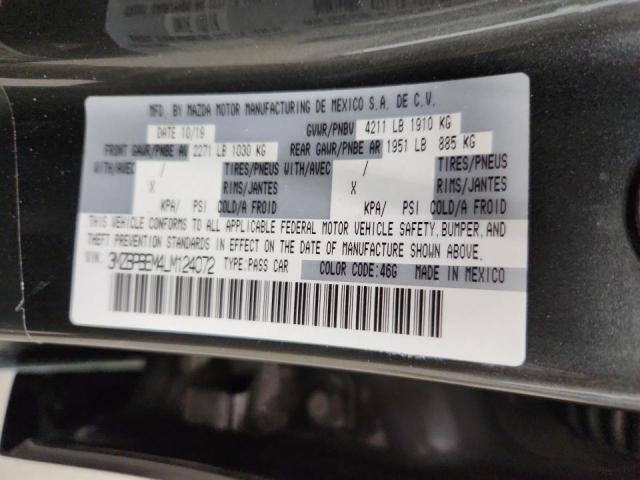 MFD. BY MAZDA MOTOR MANUFACTURING DE MEXICO S.A. DE C.V.
DATE 10/19 GVWR/PNBV 4211 LB 1910 KG
FRONT GAWR/PNBE AV 2271 LB 1030 KG REAR GAWR/PNBE AR 1951 LB 885 KG
WITH/AVEC / TIRES/PNEUS WITH/AVEC / TIRES/PNEUS
X RIMS/JANTES X RIMS/JANTES
KPA/ PSI COLD/A FROID KPA/ PSI COLD/A FROID
THIS VEHICLE CONFORMS TO ALL APPLICABLE FEDERAL MOTOR VEHICLE SAFETY, BUMPER, AND
THEFT PREVENTION STANDARDS IN EFFECT ON THE DATE OF MANUFACTURE SHOWN ABOVE.
VIN: 3MZBPBEM4LM124072 TYPE:PASS CAR COLOR CODE:46G MADE IN MEXICO